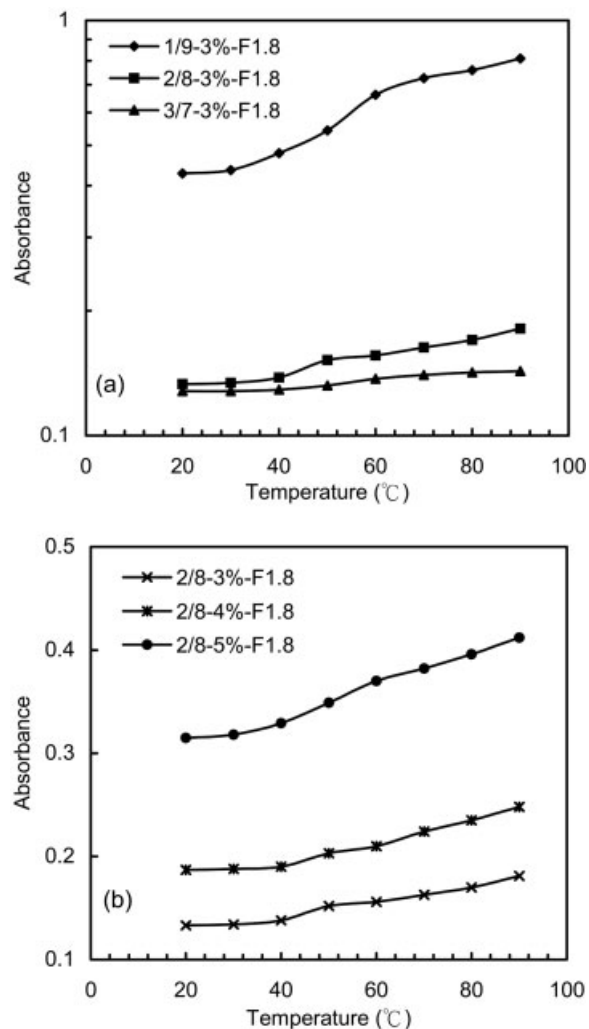 1
1/9-3%-F1.8
2/8-3%-F1.8
3/7-3%-F1.8
Absorbance
(a)
0.1
0 20 40 60 80 100
Temperature (℃)
0.5
2/8-3%-F1.8
2/8-4%-F1.8
2/8-5%-F1.8
0.4
0.3
Absorbance
0.2
(b)
0.1
0 20 40 60 80 100
Temperature (℃)